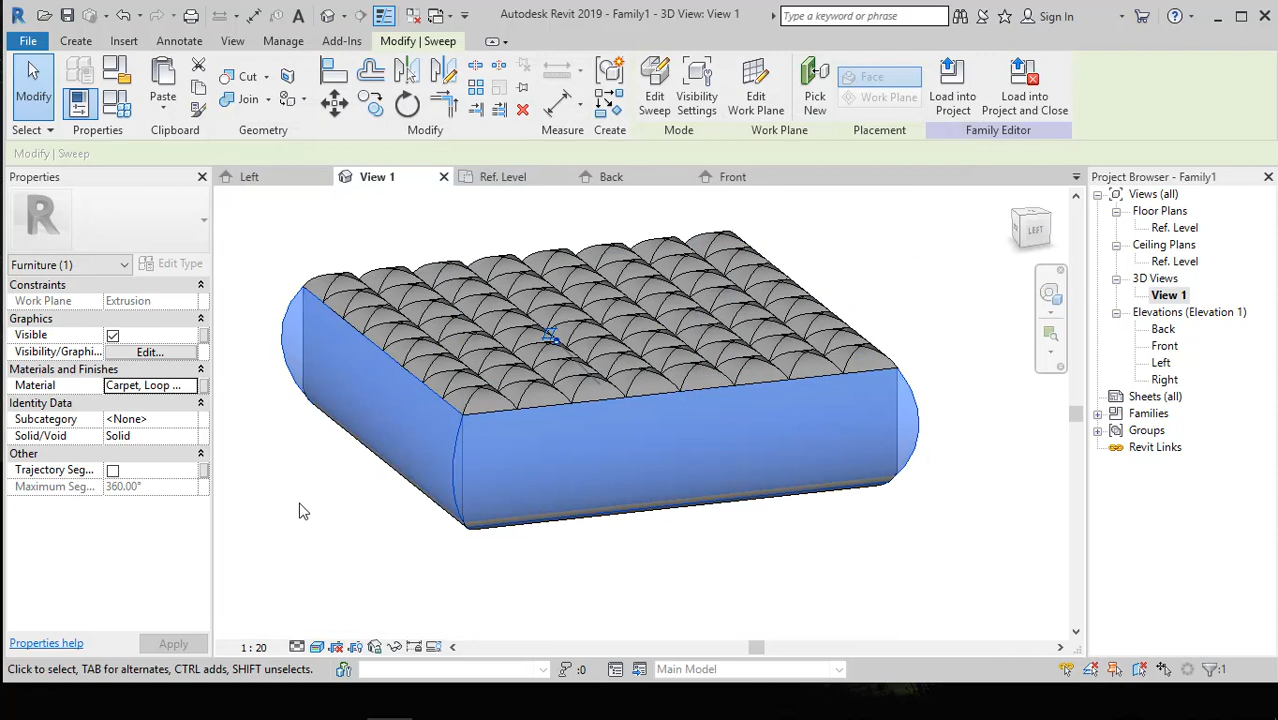 Autodesk Revit 2019 - Family1 - 3D View: View 1
Type a keyword or phrase
Sign In
File
Create
Insert
Annotate
View
Manage
Add-Ins
Modify | Sweep
Modify
Select
Properties
Paste
Clipboard
Cut
Join
Geometry
Modify
Measure
Create
Edit
Sweep
Mode
Visibility
Settings
Edit
Work Plane
Work Plane
Pick
New
Face
Work Plane
Placement
Load into
Project
Load into
Project and Close
Family Editor
Modify | Sweep
Properties
R
Furniture (1)
Edit Type
Constraints
Work Plane Extrusion
Graphics
Visible
Visibility/Graphi... Edit...
Materials and Finishes
Material Carpet, Loop ...
Identity Data
Subcategory <None>
Solid/Void Solid
Other
Trajectory Seg...
Maximum Seg... 360.00°
Properties help
Apply
Left
View 1
Ref. Level
Back
Front
LEFT
Project Browser - Family1
Views (all)
Floor Plans
Ref. Level
Ceiling Plans
Ref. Level
3D Views
View 1
Elevations (Elevation 1)
Back
Front
Left
Right
Sheets (all)
Families
Groups
Revit Links
1 : 20
Click to select, TAB for alternates, CTRL adds, SHIFT unselects.
:0
Main Model
:1